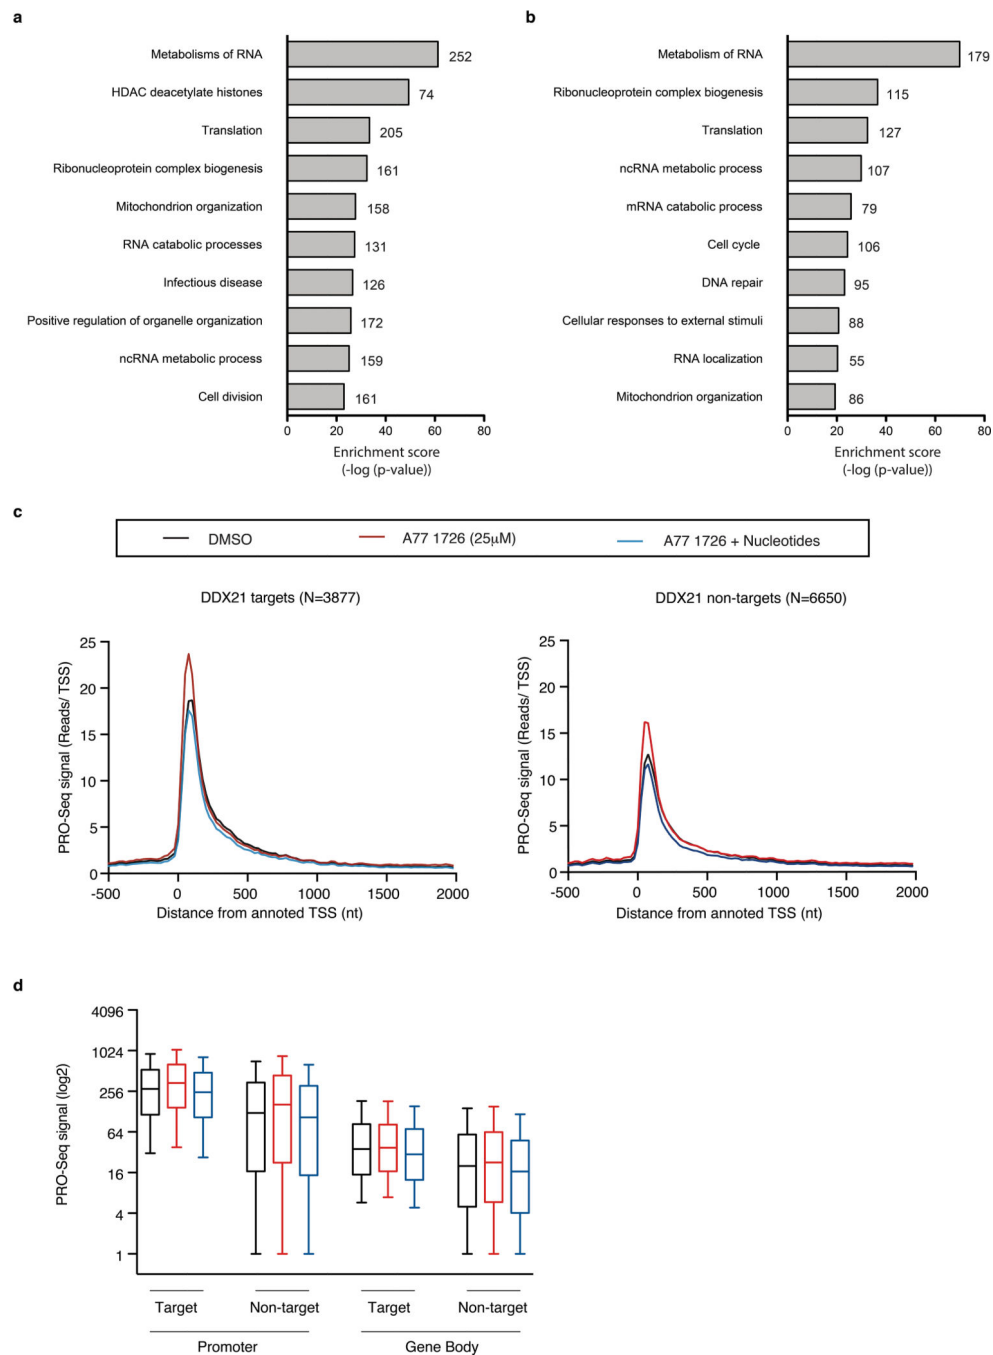 a
Metabolisms of RNA 252
HDAC deacetylate histones 74
Translation 205
Ribonucleoprotein complex biogenesis 161
Mitochondrion organization 158
RNA catabolic processes 131
Infectious disease 126
Positive regulation of organelle organization 172
ncRNA metabolic process 159
Cell division 161
0 20 40 60 80
Enrichment score
(-log (p-value))
b
Metabolism of RNA 179
Ribonucleoprotein complex biogenesis 115
Translation 127
ncRNA metabolic process 107
mRNA catabolic process 79
Cell cycle 106
DNA repair 95
Cellular responses to external stimuli 88
RNA localization 55
Mitochondrion organization 86
0 20 40 60 80
Enrichment score
(-log (p-value))
c
DMSO A77 1726 (25μM) A77 1726 + Nucleotides
DDX21 targets (N=3877)
PRO-Seq signal (Reads/ TSS)
25
20
15
10
5
0
-500 0 500 1000 1500 2000
Distance from annoted TSS (nt)
DDX21 non-targets (N=6650)
PRO-Seq signal (Reads/ TSS)
25
20
15
10
5
0
-500 0 500 1000 1500 2000
Distance from annoted TSS (nt)
d
PRO-Seq signal (log2)
4096
1024
256
64
16
4
1
Target Non-target Target Non-target
Promoter Gene Body